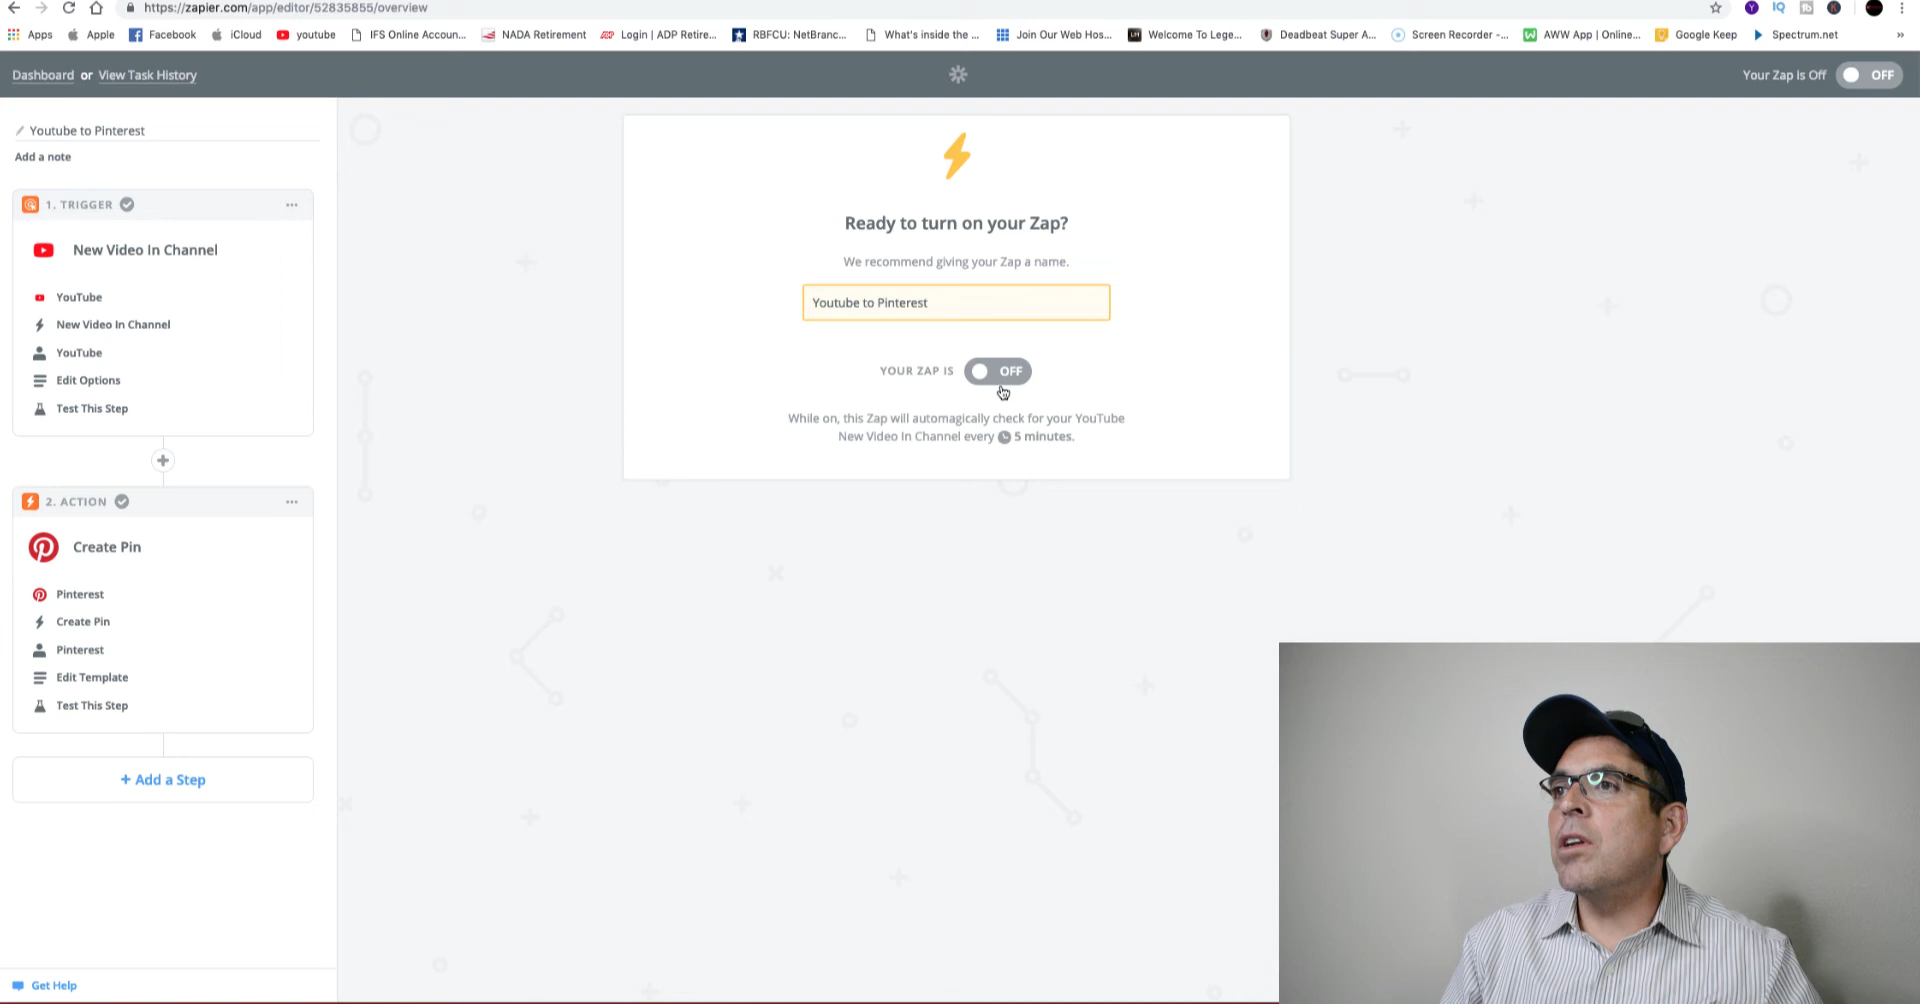 https://zapier.com/app/editor/52835855/overview
Apps Apple Facebook iCloud youtube IFS Online Accoun... NADA Retirement Login | ADP Retire... RBFCU: NetBranc... What's inside the ... Join Our Web Hos... Welcome To Lege... Deadbeat Super A... Screen Recorder -... AWW App | Online... Google Keep Spectrum.net »
Dashboard or View Task History
Your Zap Is Off OFF
Youtube to Pinterest
Add a note
1. TRIGGER
New Video In Channel
YouTube
New Video In Channel
YouTube
Edit Options
Test This Step
2. ACTION
Create Pin
Pinterest
Create Pin
Pinterest
Edit Template
Test This Step
+ Add a Step
Get Help
Ready to turn on your Zap?
We recommend giving your Zap a name.
Youtube to Pinterest
YOUR ZAP IS OFF
While on, this Zap will automagically check for your YouTube
New Video In Channel every 5 minutes.